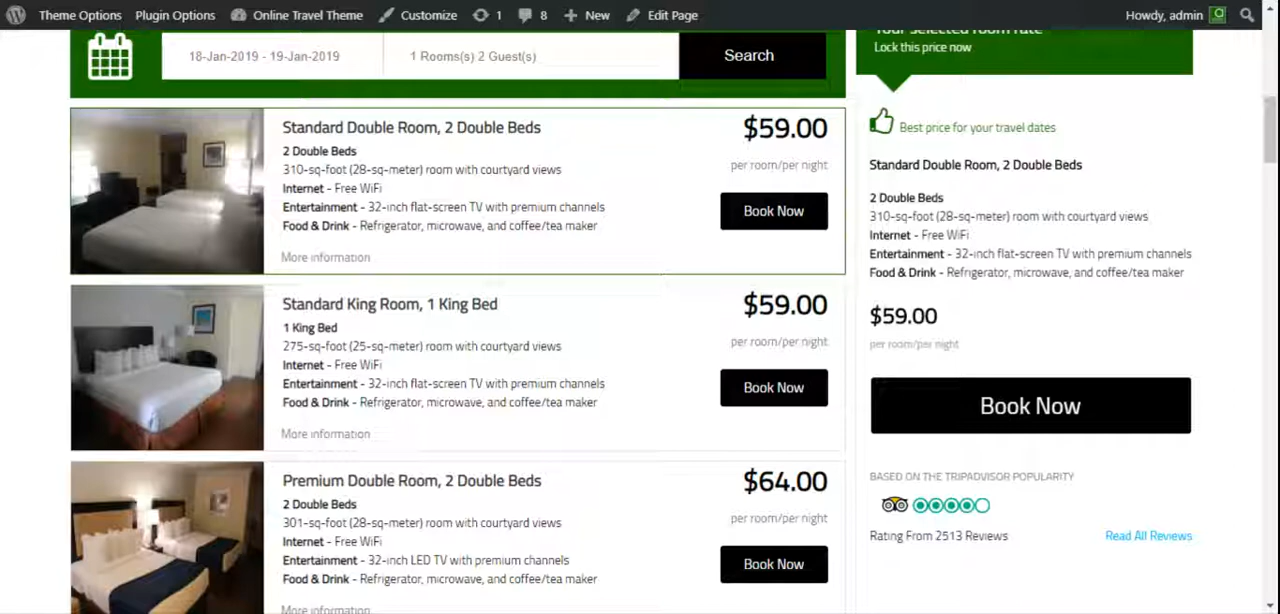 Theme Options Plugin Options Online Travel Theme Customize 1 8 New Edit Page Howdy, admin
18-Jan-2019 - 19-Jan-2019 1 Rooms(s) 2 Guest(s) Search
Your selected room rate
Lock this price now
Standard Double Room, 2 Double Beds
2 Double Beds
310-sq-foot (28-sq-meter) room with courtyard views
Internet - Free WiFi
Entertainment - 32-inch flat-screen TV with premium channels
Food & Drink - Refrigerator, microwave, and coffee/tea maker
More information
$59.00
per room/per night
Book Now
Standard King Room, 1 King Bed
1 King Bed
275-sq-foot (25-sq-meter) room with courtyard views
Internet - Free WiFi
Entertainment - 32-inch flat-screen TV with premium channels
Food & Drink - Refrigerator, microwave, and coffee/tea maker
More information
$59.00
per room/per night
Book Now
Premium Double Room, 2 Double Beds
2 Double Beds
301-sq-foot (28-sq-meter) room with courtyard views
Internet - Free WiFi
Entertainment - 32-inch LED TV with premium channels
Food & Drink - Refrigerator, microwave, and coffee/tea maker
More information
$64.00
per room/per night
Book Now
Best price for your travel dates
Standard Double Room, 2 Double Beds
2 Double Beds
310-sq-foot (28-sq-meter) room with courtyard views
Internet - Free WiFi
Entertainment - 32-inch flat-screen TV with premium channels
Food & Drink - Refrigerator, microwave, and coffee/tea maker
$59.00
per room/per night
Book Now
BASED ON THE TRIPADVISOR POPULARITY
Rating From 2513 Reviews Read All Reviews